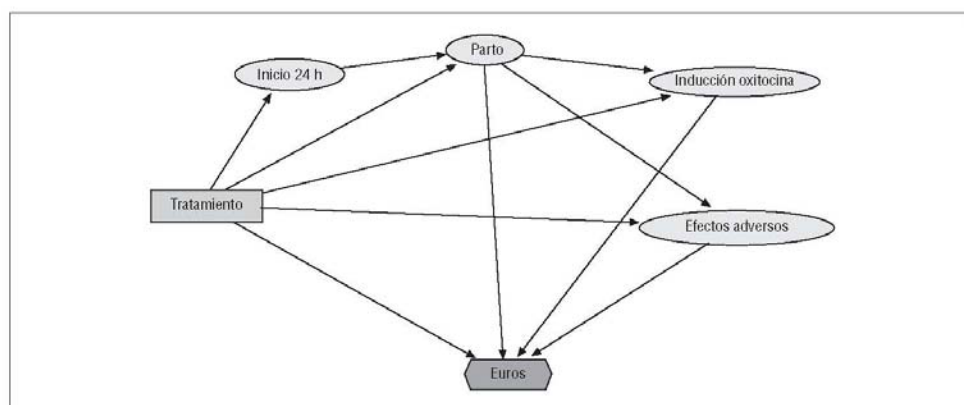 Parto
Inicio 24 h
Inducción oxitocina
Tratamiento
Efectos adversos
Euros